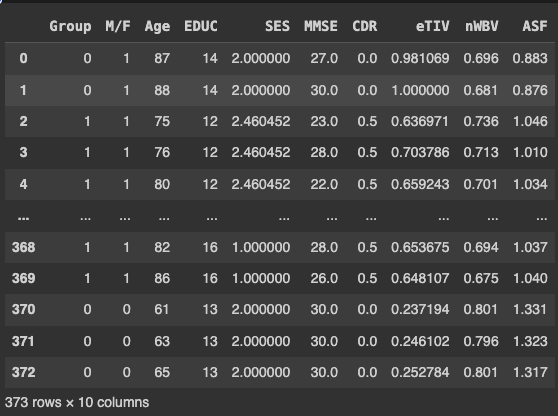 Group M/F Age EDUC SES MMSE CDR eTIV nWBV ASF
0 0 1 87 14 2.000000 27.0 0.0 0.981069 0.696 0.883
1 0 1 88 14 2.000000 30.0 0.0 1.000000 0.681 0.876
2 1 1 75 12 2.460452 23.0 0.5 0.636971 0.736 1.046
3 1 1 76 12 2.460452 28.0 0.5 0.703786 0.713 1.010
4 1 1 80 12 2.460452 22.0 0.5 0.659243 0.701 1.034
... ... ... ... ... ... ... ... ... ... ...
368 1 1 82 16 1.000000 28.0 0.5 0.653675 0.694 1.037
369 1 1 86 16 1.000000 26.0 0.5 0.648107 0.675 1.040
370 0 0 61 13 2.000000 30.0 0.0 0.237194 0.801 1.331
371 0 0 63 13 2.000000 30.0 0.0 0.246102 0.796 1.323
372 0 0 65 13 2.000000 30.0 0.0 0.252784 0.801 1.317
373 rows × 10 columns